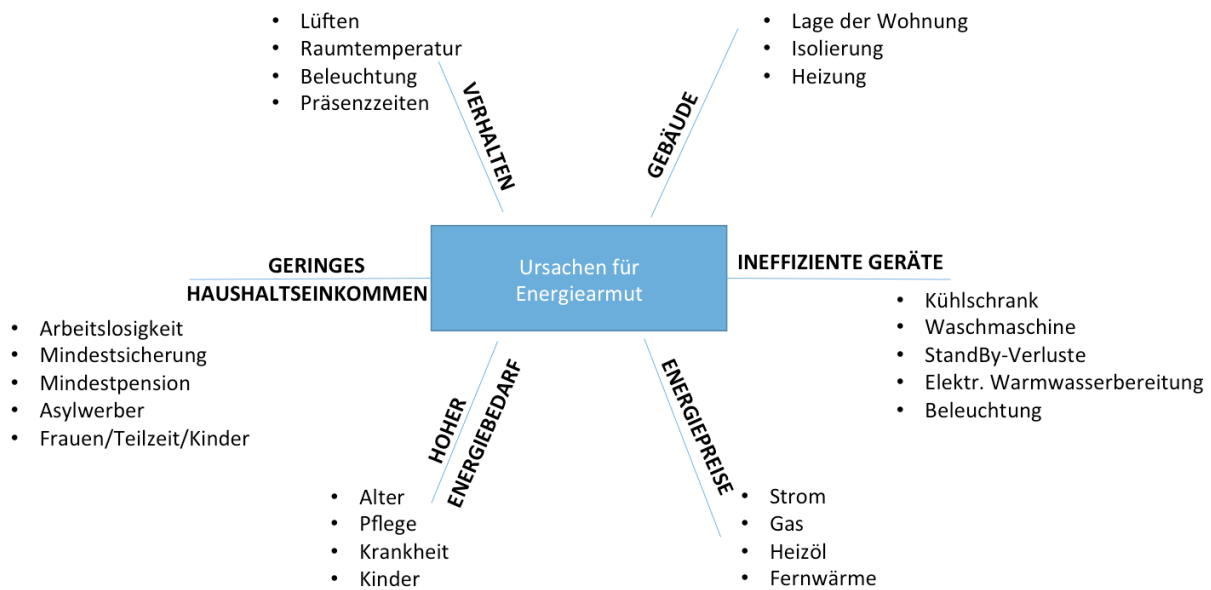 • Lüften
• Raumtemperatur
• Beleuchtung
• Präsenzzeiten
VERHALTEN
• Lage der Wohnung
• Isolierung
• Heizung
GEBÄUDE
Ursachen für
Energiearmut
GERINGES
HAUSHALTSEINKOMMEN
• Arbeitslosigkeit
• Mindestsicherung
• Mindestpension
• Asylwerber
• Frauen/Teilzeit/Kinder
INEFFIZIENTE GERÄTE
• Kühlschrank
• Waschmaschine
• StandBy-Verluste
• Elektr. Warmwasserbereitung
• Beleuchtung
HOHER
ENERGIEBEDARF
• Alter
• Pflege
• Krankheit
• Kinder
ENERGIEPREISE
• Strom
• Gas
• Heizöl
• Fernwärme